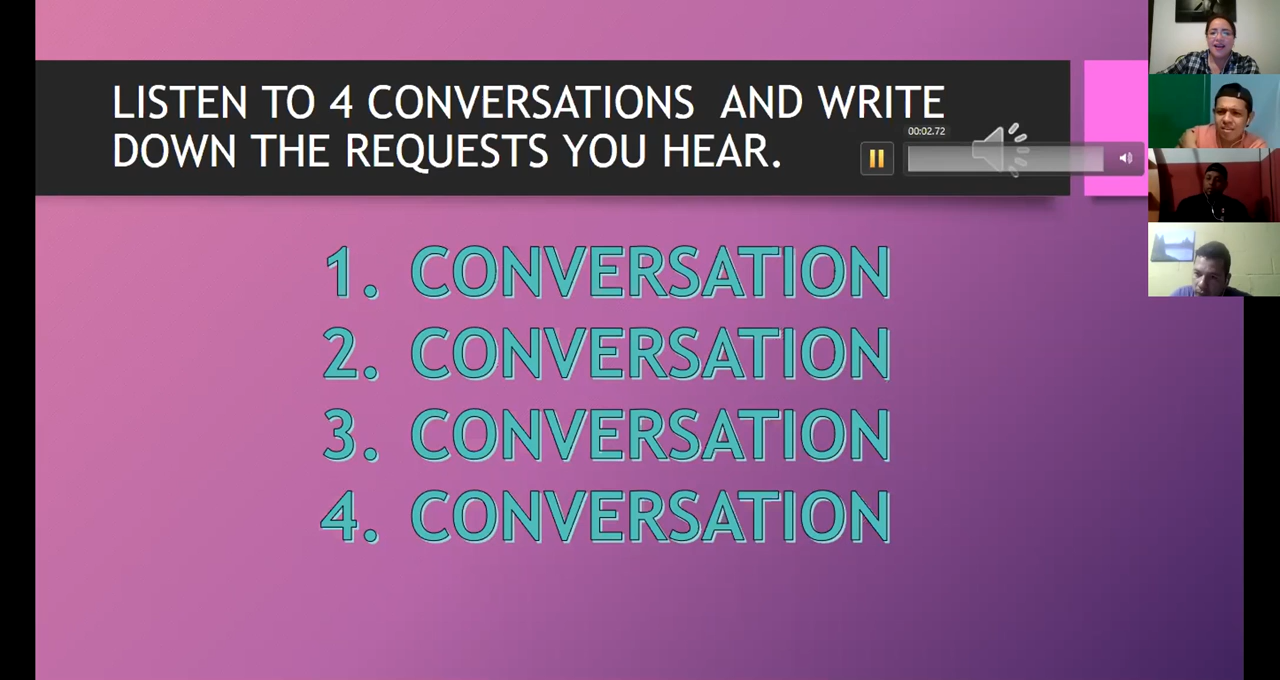 LISTEN TO 4 CONVERSATIONS AND WRITE
DOWN THE REQUESTS YOU HEAR.
00:02.72
1. CONVERSATION
2. CONVERSATION
3. CONVERSATION
4. CONVERSATION